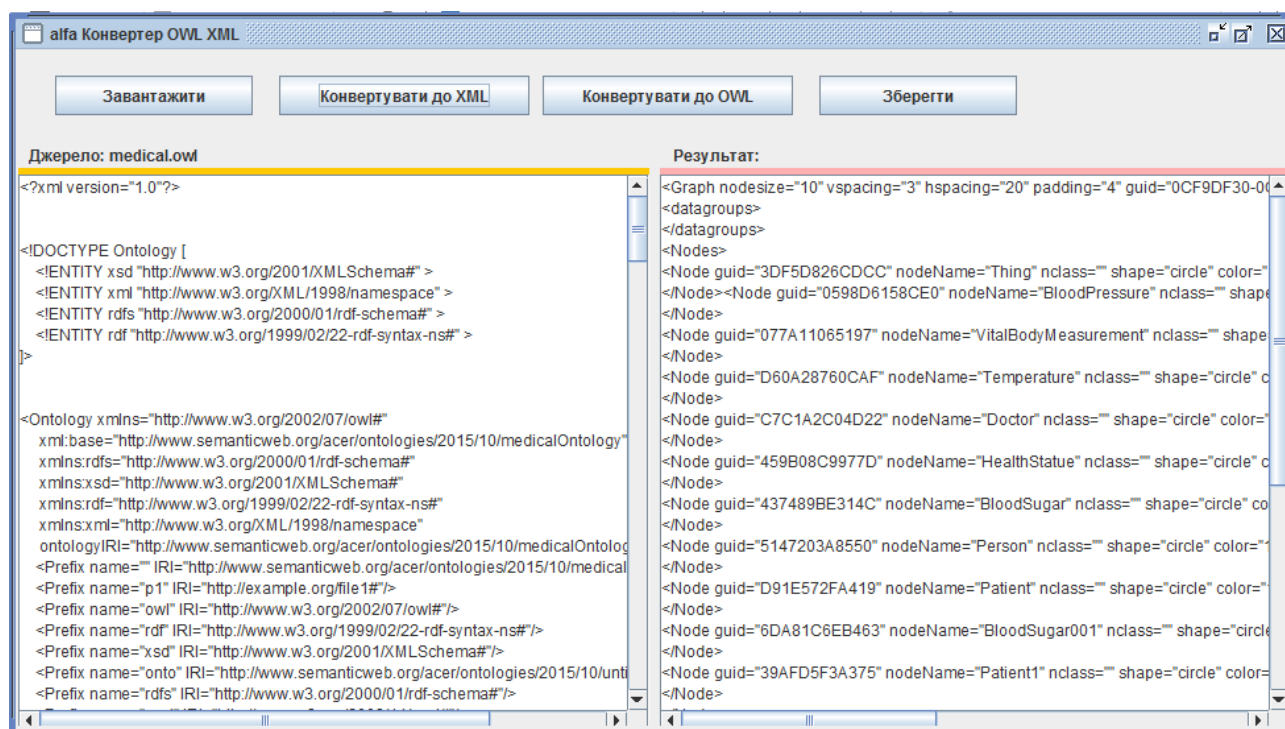 alfa Конвертер OWL XML
Завантажити
Конвертувати до XML
Конвертувати до OWL
Зберегти
Джерело: medical.owl
<?xml version="1.0"?>
<!DOCTYPE Ontology [
<!ENTITY xsd "http://www.w3.org/2001/XMLSchema#" >
<!ENTITY xml "http://www.w3.org/XML/1998/namespace" >
<!ENTITY rdfs "http://www.w3.org/2000/01/rdf-schema#" >
<!ENTITY rdf "http://www.w3.org/1999/02/22-rdf-syntax-ns#" >
]>
<Ontology xmlns="http://www.w3.org/2002/07/owl#"
xml:base="http://www.semanticweb.org/acer/ontologies/2015/10/medicalOntology"
xmlns:rdfs="http://www.w3.org/2000/01/rdf-schema#"
xmlns:xsd="http://www.w3.org/2001/XMLSchema#"
xmlns:rdf="http://www.w3.org/1999/02/22-rdf-syntax-ns#"
xmlns:xml="http://www.w3.org/XML/1998/namespace"
ontologyIRI="http://www.semanticweb.org/acer/ontologies/2015/10/medicalOntolog
<Prefix name="" IRI="http://www.semanticweb.org/acer/ontologies/2015/10/medical
<Prefix name="p1" IRI="http://example.org/file1#"/>
<Prefix name="owl" IRI="http://www.w3.org/2002/07/owl#"/>
<Prefix name="rdf" IRI="http://www.w3.org/1999/02/22-rdf-syntax-ns#"/>
<Prefix name="xsd" IRI="http://www.w3.org/2001/XMLSchema#"/>
<Prefix name="onto" IRI="http://www.semanticweb.org/acer/ontologies/2015/10/unti
<Prefix name="rdfs" IRI="http://www.w3.org/2000/01/rdf-schema#"/>
Результат:
<Graph nodesize="10" vspacing="3" hspacing="20" padding="4" guid="0CF9DF30-0
<datagroups>
</datagroups>
<Nodes>
<Node guid="3DF5D826CDCC" nodeName="Thing" nclass="" shape="circle" color="
</Node><Node guid="0598D6158CE0" nodeName="BloodPressure" nclass="" shape
</Node>
<Node guid="077A11065197" nodeName="VitalBodyMeasurement" nclass="" shape
</Node>
<Node guid="D60A28760CAF" nodeName="Temperature" nclass="" shape="circle" c
</Node>
<Node guid="C7C1A2C04D22" nodeName="Doctor" nclass="" shape="circle" color="
</Node>
<Node guid="459B08C9977D" nodeName="HealthStatue" nclass="" shape="circle" c
</Node>
<Node guid="437489BE314C" nodeName="BloodSugar" nclass="" shape="circle" co
</Node>
<Node guid="5147203A8550" nodeName="Person" nclass="" shape="circle" color="1
</Node>
<Node guid="D91E572FA419" nodeName="Patient" nclass="" shape="circle" color="
</Node>
<Node guid="6DA81C6EB463" nodeName="BloodSugar001" nclass="" shape="circle
</Node>
<Node guid="39AFD5F3A375" nodeName="Patient1" nclass="" shape="circle" color=
</Node>